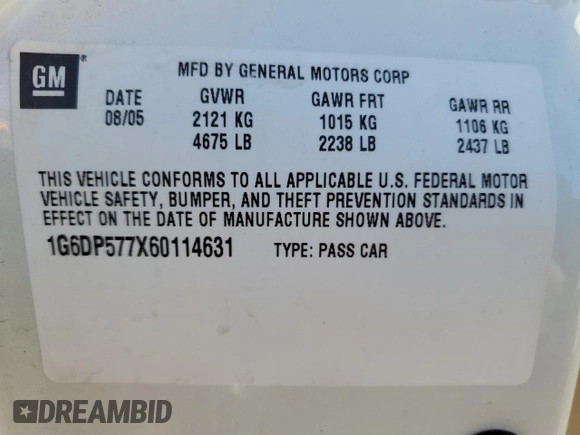 GM
MFD BY GENERAL MOTORS CORP
DATE GVWR GAWR FRT GAWR RR
08/05 2121 KG 1015 KG 1106 KG
4675 LB 2238 LB 2437 LB
THIS VEHICLE CONFORMS TO ALL APPLICABLE U.S. FEDERAL MOTOR
VEHICLE SAFETY, BUMPER, AND THEFT PREVENTION STANDARDS IN
EFFECT ON THE DATE OF MANUFACTURE SHOWN ABOVE.
1G6DP577X60114631 TYPE: PASS CAR
DREAMBID